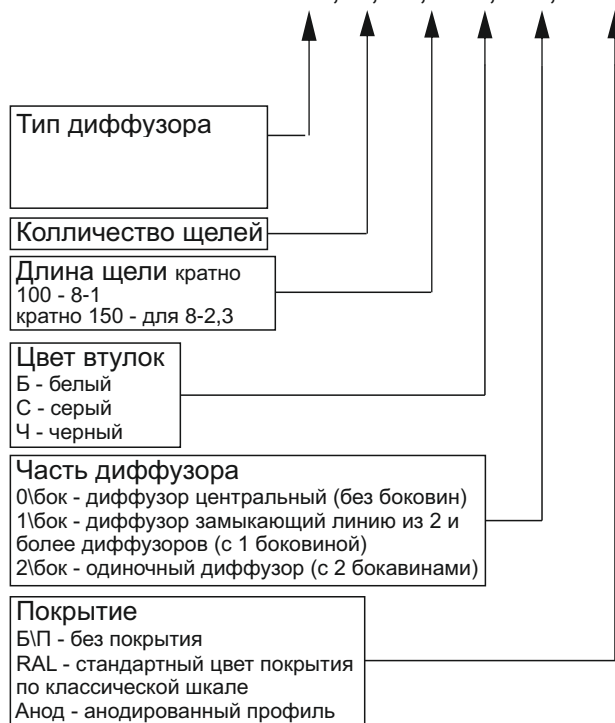 Тип диффузора
Колличество щелей
Длина щели кратно
100 - 8-1
кратно 150 - для 8-2,3
Цвет втулок
Б - белый
С - серый
Ч - черный
Часть диффузора
0\бок - диффузор центральный (без боковин)
1\бок - диффузор замыкающий линию из 2 и
более диффузоров (с 1 боковиной)
2\бок - одиночный диффузор (с 2 бокавинами)
Покрытие
Б\П - без покрытия
RAL - стандартный цвет покрытия
по классической шкале
Анод - анодированный профиль